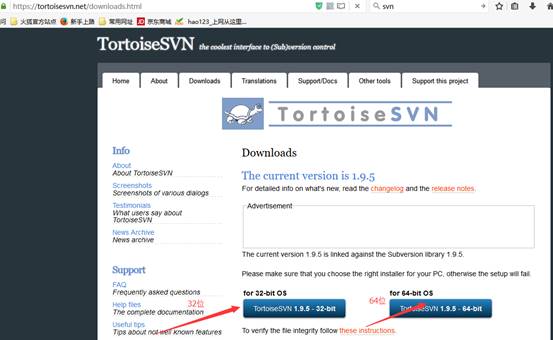 https://tortoisesvn.net/downloads.html
svn
问 火狐官方站点 新手上路 常用网址 JD 京东商城 hao123_上网从这里...
TortoiseSVN the coolest interface to (Sub)version control
Home About Downloads Translations Support/Docs Other tools Support this project
TortoiseSVN
Info
About
About TortoiseSVN
Screenshots
Screenshots of various dialogs
Testimonials
What users say about TortoiseSVN
News Archive
News archive
Support
FAQ
Frequently asked questions
Help files
The complete documentation
Useful tips
Tips about not well known features
Downloads
The current version is 1.9.5
For detailed info on what's new, read the changelog and the release notes.
Advertisement
The current version 1.9.5 is linked against the Subversion library 1.9.5.
Please make sure that you choose the right installer for your PC, otherwise the setup will fail.
for 32-bit OS for 64-bit OS
32位 64位
TortoiseSVN 1.9.5 - 32-bit TortoiseSVN 1.9.5 - 64-bit
To verify the file integrity follow these instructions.